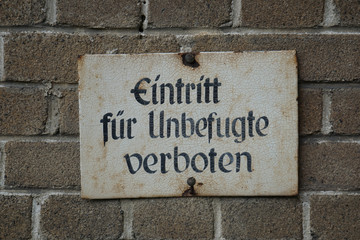 Eintritt
für Unbefugte
verboten